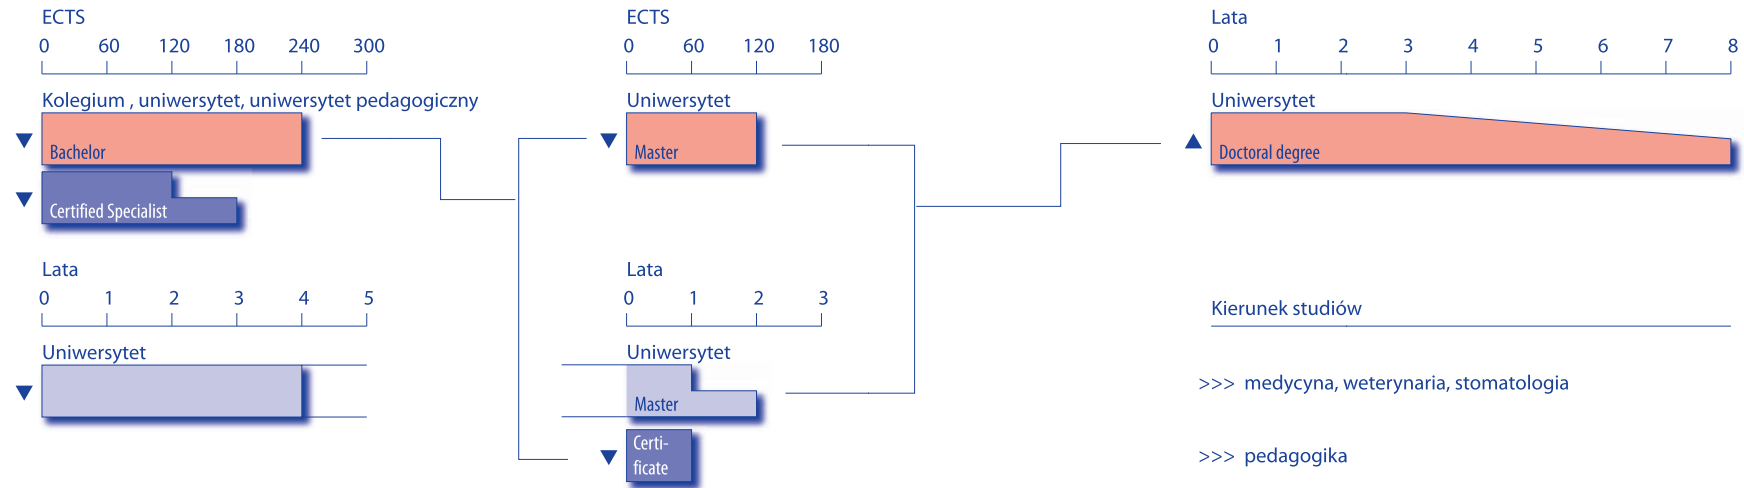 ECTS
0 60 120 180 240 300
Kolegium , uniwersytet, uniwersytet pedagogiczny
Bachelor
Certified Specialist
Lata
0 1 2 3 4 5
Uniwersytet
ECTS
0 60 120 180
Uniwersytet
Master
Lata
0 1 2 3
Uniwersytet
Master
Certi-
ficate
Lata
0 1 2 3 4 5 6 7 8
Uniwersytet
Doctoral degree
Kierunek studiów
>>> medycyna, weterynaria, stomatologia
>>> pedagogika